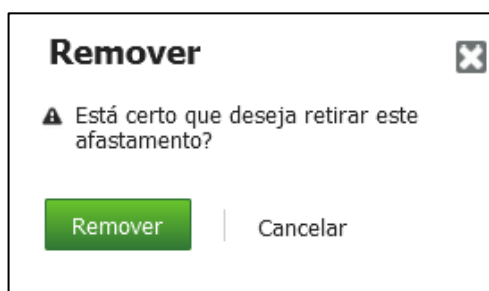 Remover
Está certo que deseja retirar este
afastamento?
Remover
Cancelar